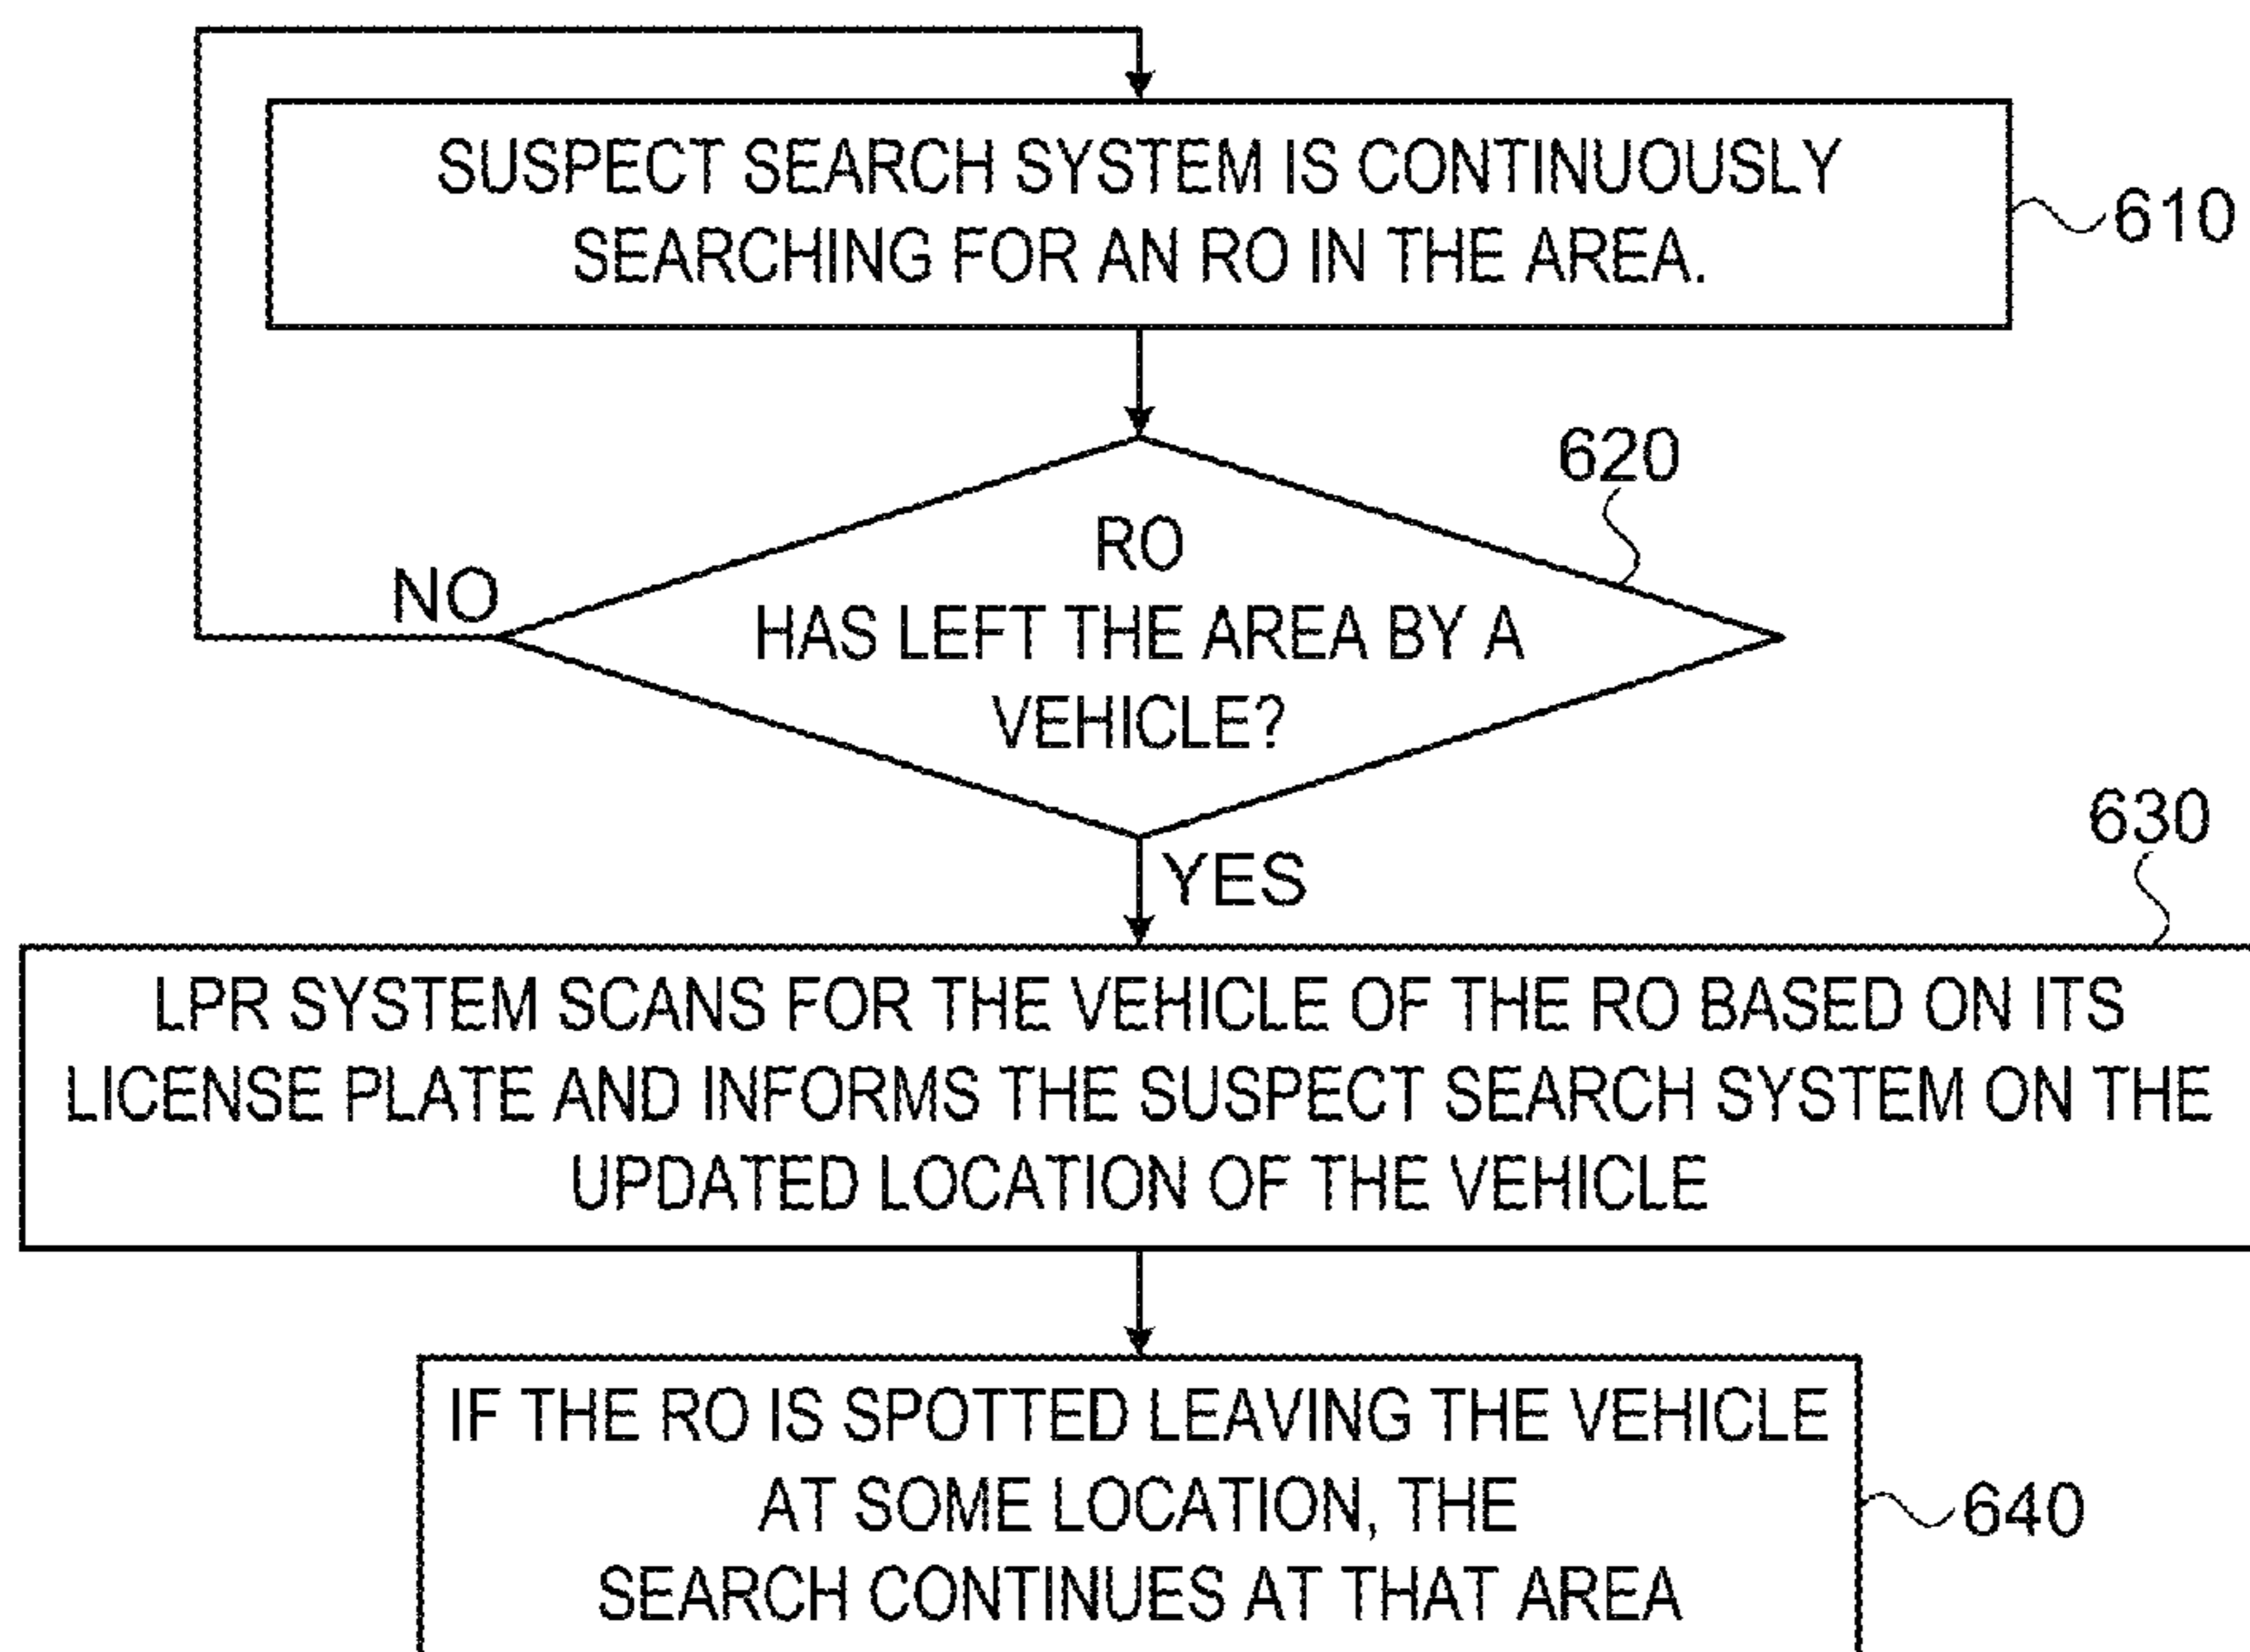 SUSPECT SEARCH SYSTEM IS CONTINUOUSLY
SEARCHING FOR AN RO IN THE AREA.
610
620
RO
HAS LEFT THE AREA BY A
VEHICLE?
NO
YES
630
LPR SYSTEM SCANS FOR THE VEHICLE OF THE RO BASED ON ITS
LICENSE PLATE AND INFORMS THE SUSPECT SEARCH SYSTEM ON THE
UPDATED LOCATION OF THE VEHICLE
IF THE RO IS SPOTTED LEAVING THE VEHICLE
AT SOME LOCATION, THE
SEARCH CONTINUES AT THAT AREA
640